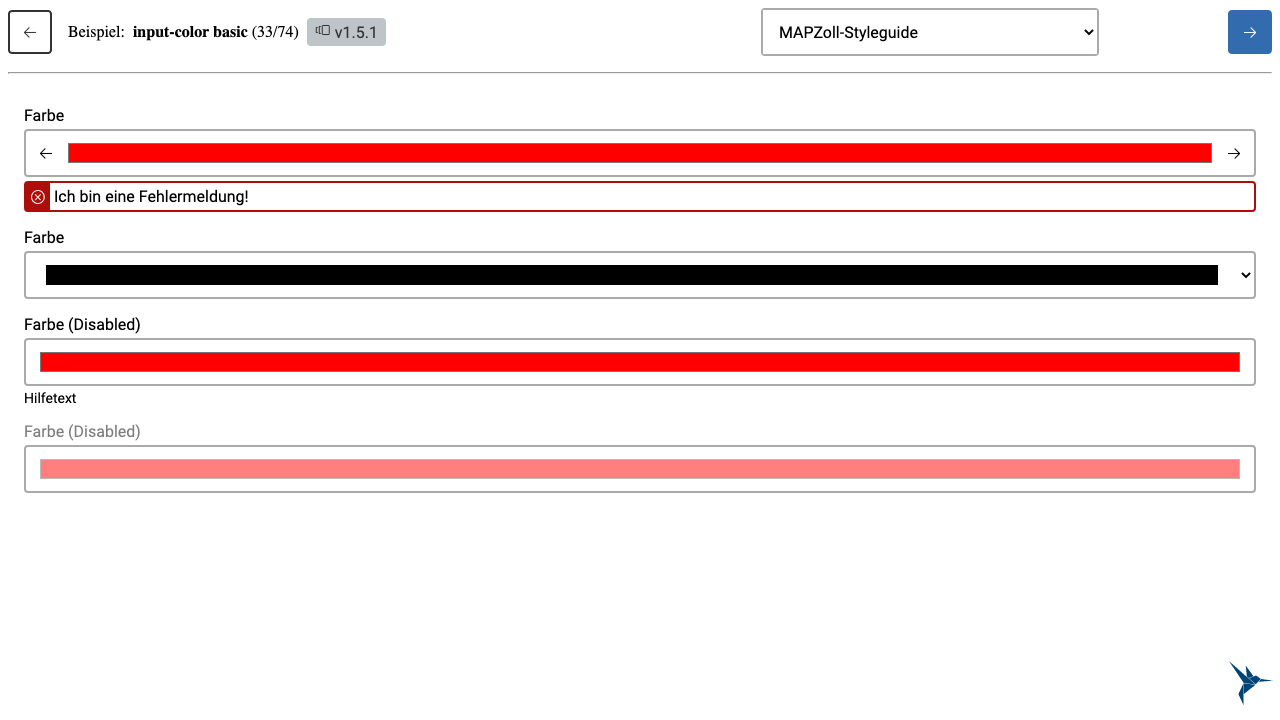 Beispiel: input-color basic (33/74) v1.5.1 MAPZoll-Styleguide
Farbe
Ich bin eine Fehlermeldung!
Farbe
Farbe (Disabled)
Hilfetext
Farbe (Disabled)